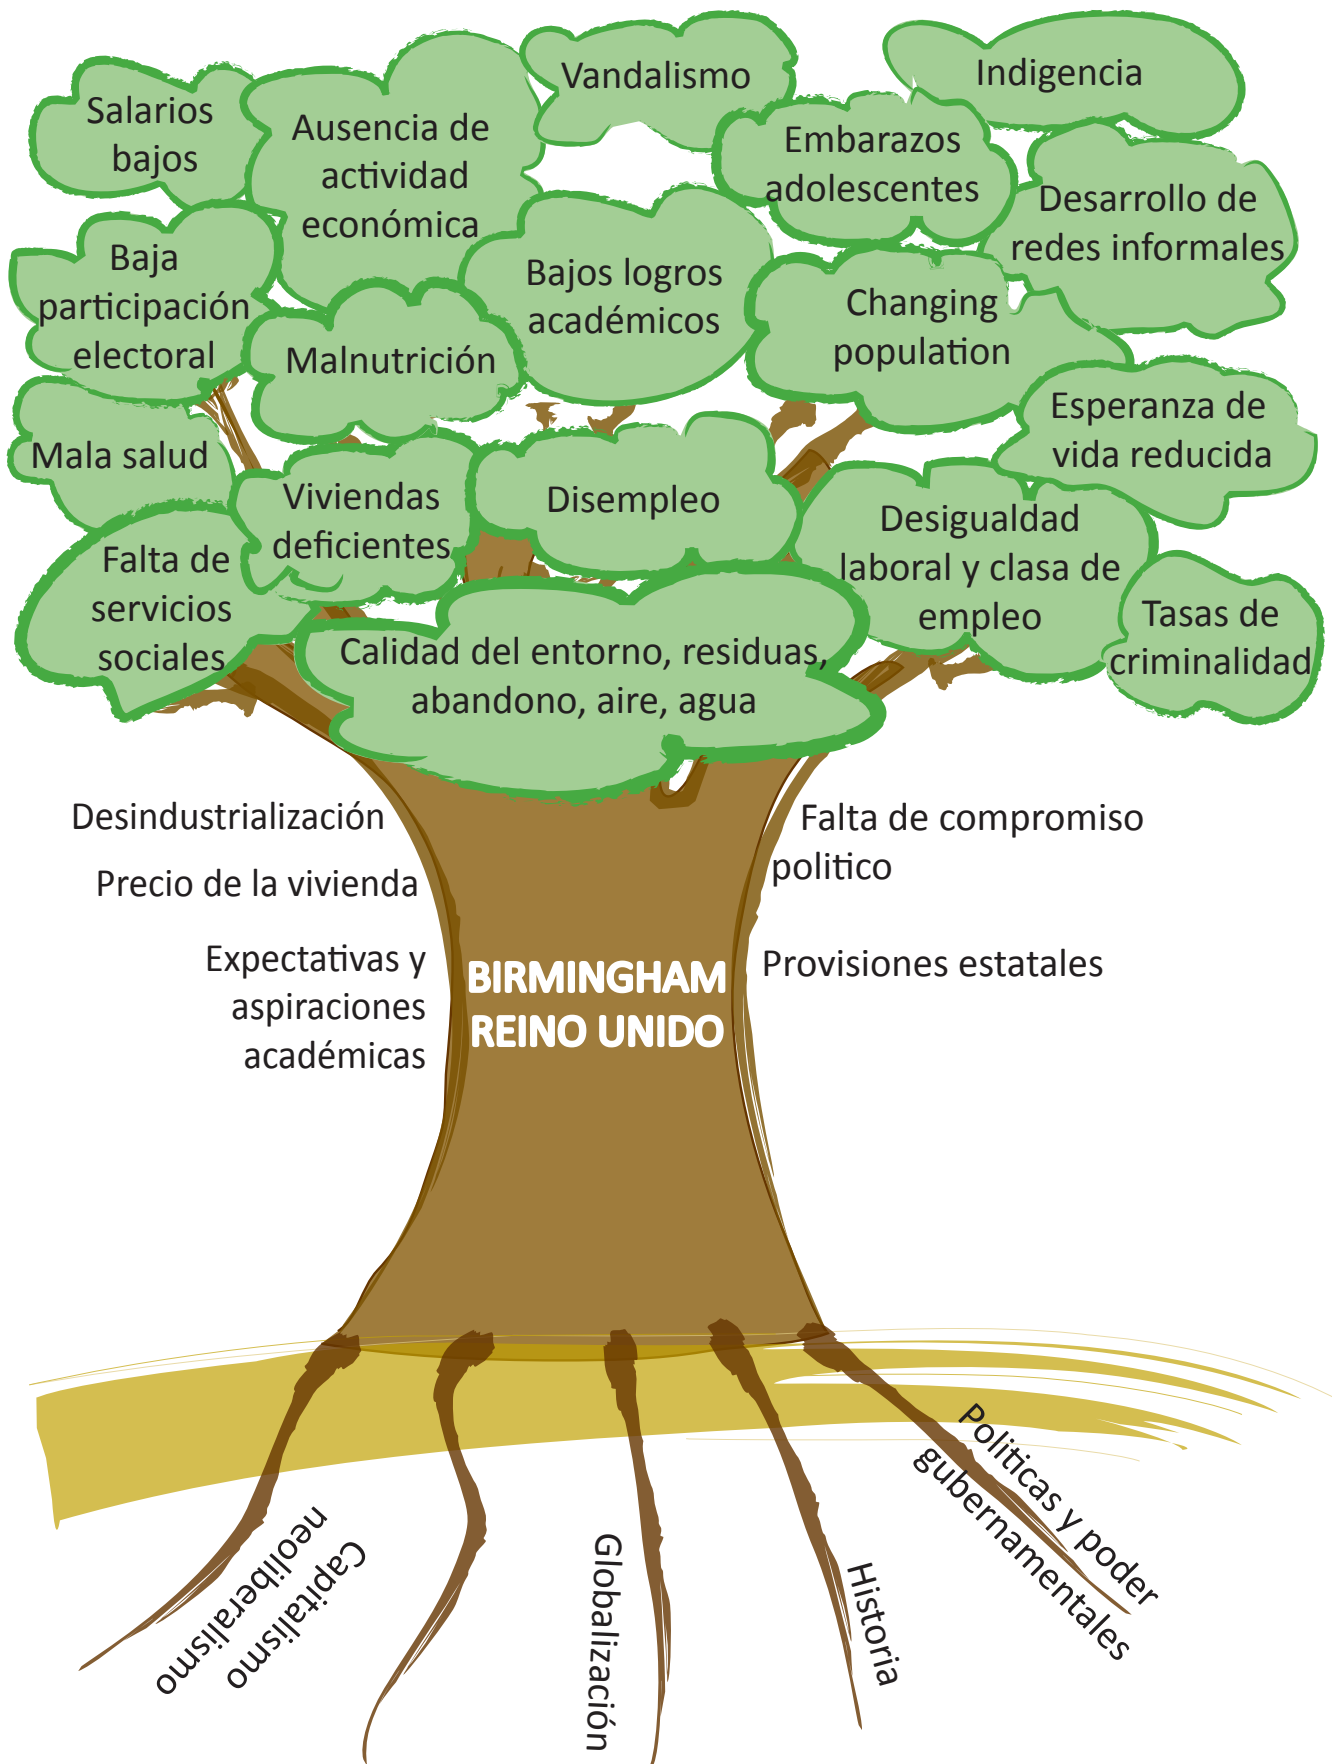 Vandalismo
Indigencia
Salarios
bajos
Ausencia de
actividad
económica
Embarazos
adolescentes
Desarrollo de
redes informales
Baja
participación
electoral
Bajos logros
académicos
Changing
population
Malnutrición
Esperanza de
vida reducida
Mala salud
Viviendas
deficientes
Disempleo
Desigualdad
laboral y clasa de
empleo
Falta de
servicios
sociales
Tasas de
criminalidad
Calidad del entorno, residuas,
abandono, aire, agua
Desindustrialización
Precio de la vivienda
Expectativas y
aspiraciones
académicas
Falta de compromiso
politico
Provisiones estatales
BIRMINGHAM
REINO UNIDO
Capitalismo
neoliberalismo
Globalización
Historia
Politicas y poder
gubernamentales